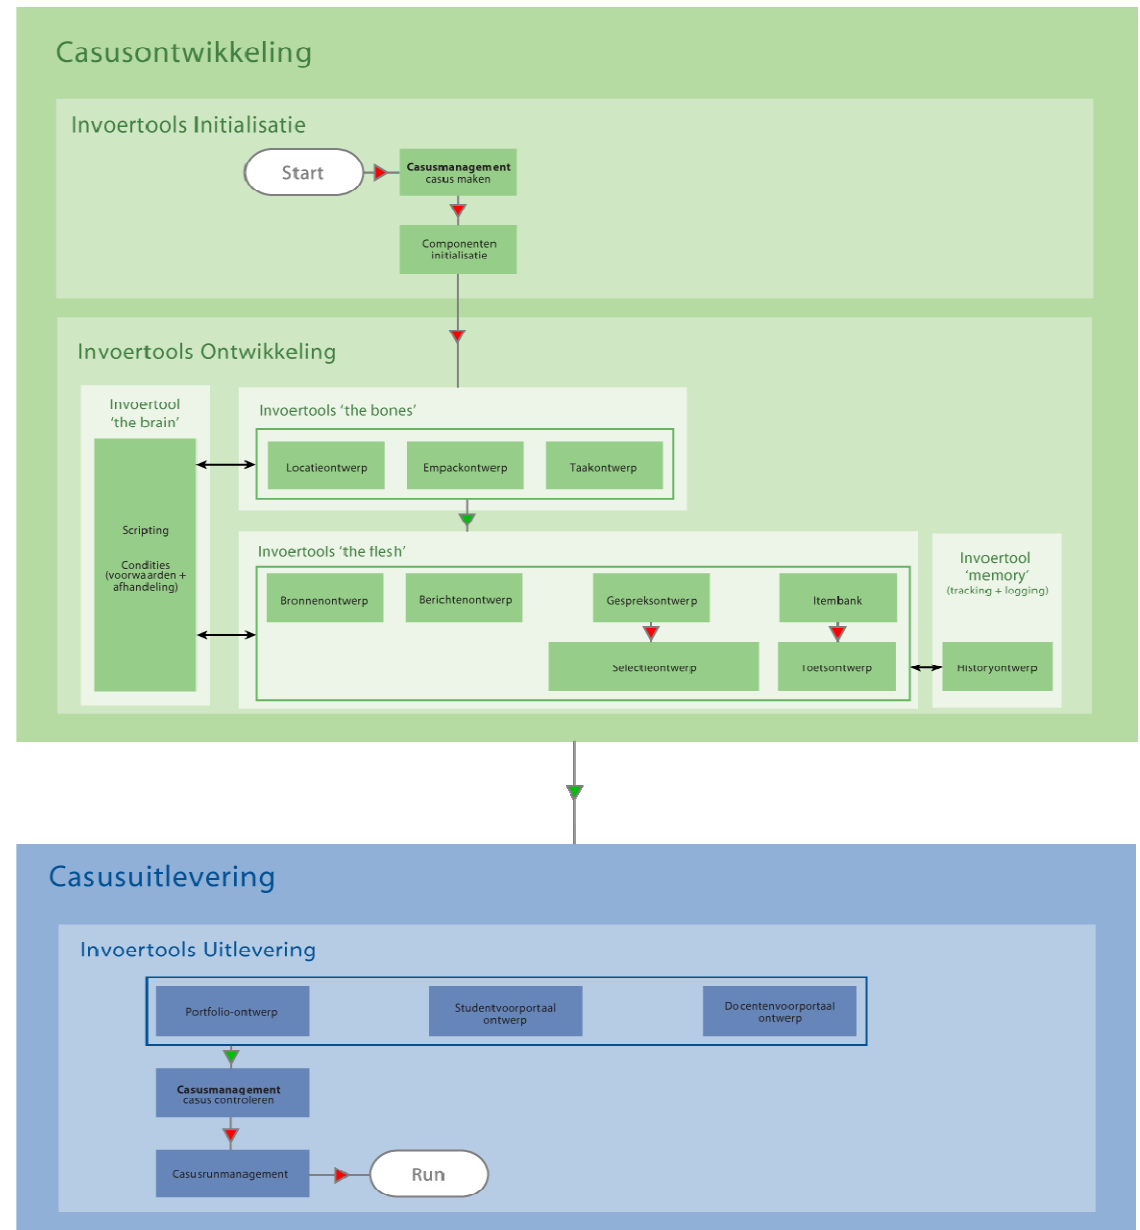 Casusontwikkeling
Invoertools Initialisatie
Start
Casusmanagement
casus maken
Componenten
initialisatie
Invoertools Ontwikkeling
Invoertool
‘the brain’
Scripting
Condities
(voorwaarden +
afhandeling)
Invoertools ‘the bones’
Locatieontwerp
Empackontwerp
Taakontwerp
Invoertools ‘the flesh’
Bronnenontwerp
Berichtenontwerp
Gespreksontwerp
Itembank
Selectieontwerp
Toetsontwerp
Invoertool
‘memory’
(tracking + logging)
Historyontwerp
Casusuitlevering
Invoertools Uitlevering
Portfolio-ontwerp
Studentvoorportaal
ontwerp
Docentenvoorportaal
ontwerp
Casusmanagement
casus controleren
Casusrunmanagement
Run